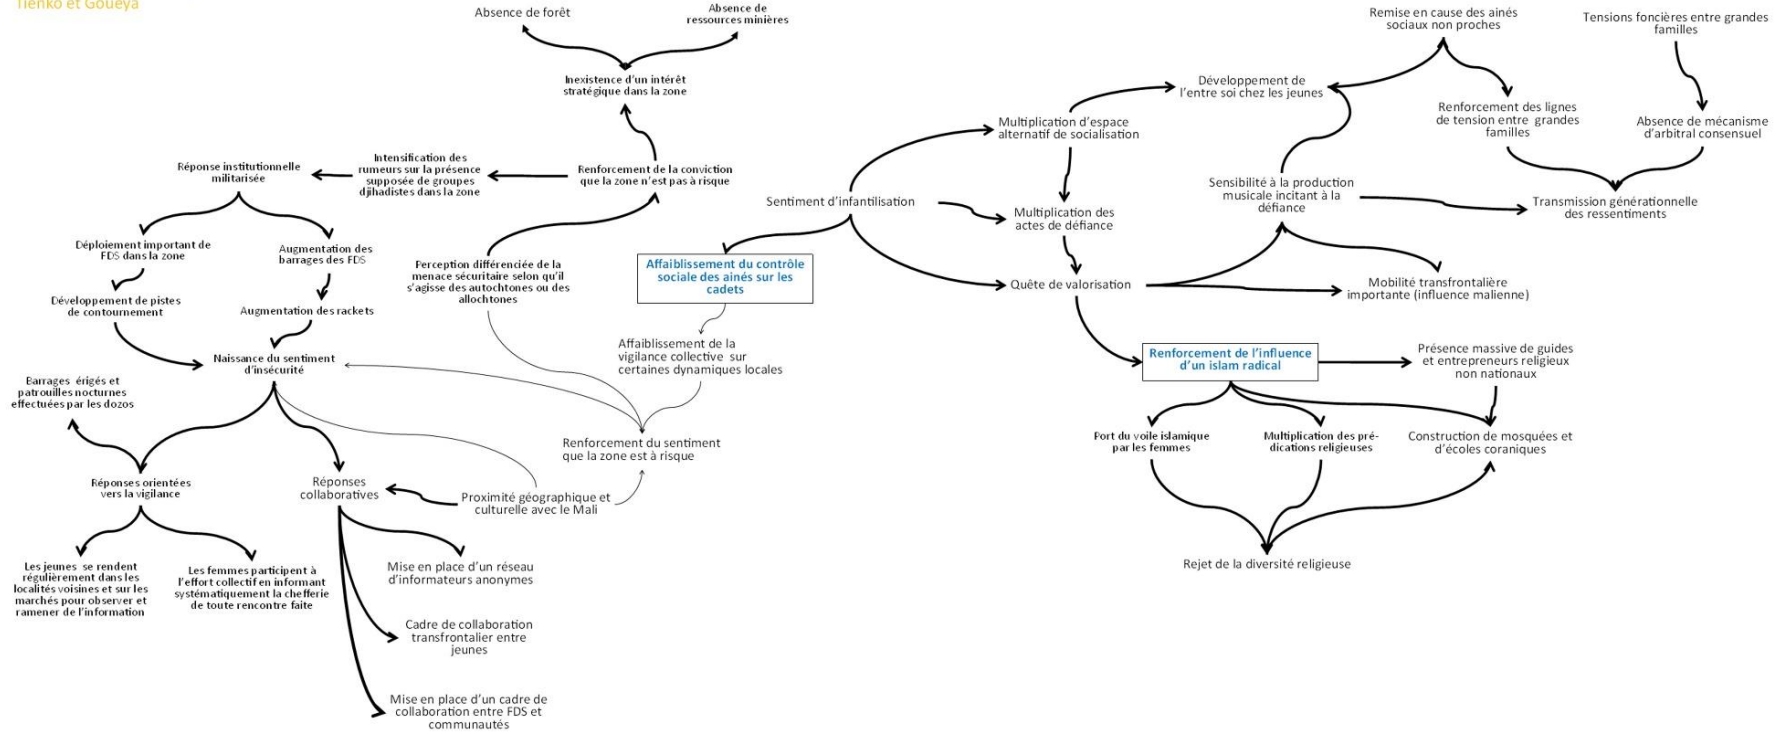 Tienko et Goueya
Absence de forêt
Absence de
ressources minières
Inexistence d'un intérêt
stratégique dans la zone
Réponse institutionnelle
militarisée
Intensification des
rumeurs sur la présence
supposée de groupes
djihadistes dans la zone
Renforcement de la conviction
que la zone n'est pas à risque
Déploiement important de
FDS dans la zone
Augmentation des
barrages des FDS
Perception différenciée de la
menace sécuritaire selon qu'il
s'agisse des autochtones ou des
allochtones
Développement de pistes
de contournement
Augmentation des rackets
Naissance du sentiment
d'insécurité
Barrages érigés et
patrouilles nocturnes
effectuées par les dozos
Réponses orientées
vers la vigilance
Réponses
collaboratives
Proximité géographique et
culturelle avec le Mali
Renforcement du sentiment
que la zone est à risque
Les jeunes se rendent
régulièrement dans les
localités voisines et sur les
marchés pour observer et
ramener de l'information
Les femmes participent à
l'effort collectif en informant
systématiquement la chefferie
de toute rencontre faite
Mise en place d'un réseau
d'informateurs anonymes
Cadre de collaboration
transfrontalier entre
jeunes
Mise en place d'un cadre de
collaboration entre FDS et
communautés
Sentiment d'infantilisation
Affaiblissement du contrôle
sociale des ainés sur les
cadets
Affaiblissement de la
vigilance collective sur
certaines dynamiques locales
Multiplication d'espace
alternatif de socialisation
Multiplication des
actes de défiance
Quête de valorisation
Développement de
l'entre soi chez les jeunes
Remise en cause des ainés
sociaux non proches
Tensions foncières entre grandes
familles
Renforcement des lignes
de tension entre grandes
familles
Absence de mécanisme
d'arbitral consensuel
Sensibilité à la production
musicale incitant à la
défiance
Transmission générationnelle
des ressentiments
Mobilité transfrontalière
importante (influence malienne)
Renforcement de l'influence
d'un islam radical
Présence massive de guides
et entrepreneurs religieux
non nationaux
Port du voile islamique
par les femmes
Multiplication des pré-
dications religieuses
Construction de mosquées et
d'écoles coraniques
Rejet de la diversité religieuse